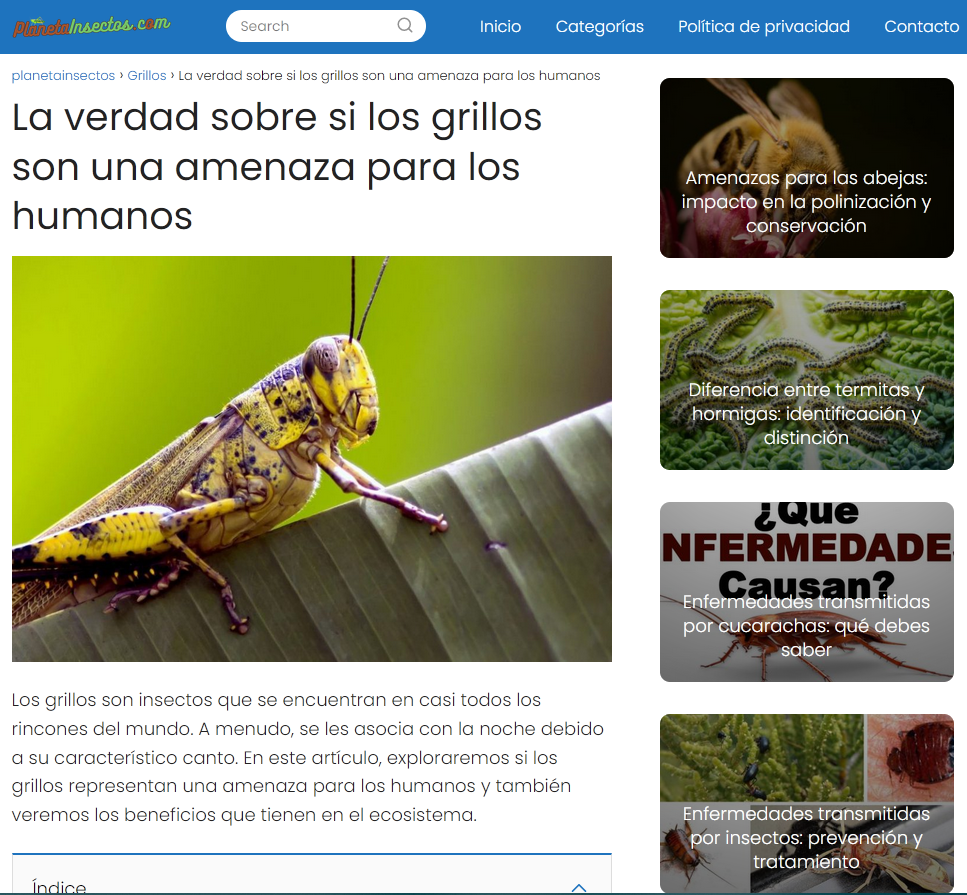 PlanetaInsectos.com
Search
Inicio
Categorías
Política de privacidad
Contacto
planetainsectos › Grillos › La verdad sobre si los grillos son una amenaza para los humanos
La verdad sobre si los grillos
son una amenaza para los
humanos
Los grillos son insectos que se encuentran en casi todos los
rincones del mundo. A menudo, se les asocia con la noche debido
a su característico canto. En este artículo, exploraremos si los
grillos representan una amenaza para los humanos y también
veremos los beneficios que tienen en el ecosistema.
Índice
Amenazas para las abejas:
impacto en la polinización y
conservación
Diferencia entre termitas y
hormigas: identificación y
distinción
¿Que
NFERMEDADE
Causan?
Enfermedades transmitidas
por cucarachas: qué debes
saber
Enfermedades transmitidas
por insectos: prevención y
tratamiento